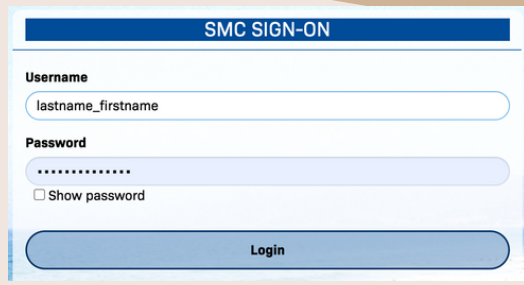 SMC SIGN-ON
Username
lastname_firstname
Password
••••••••••••••
Show password
Login